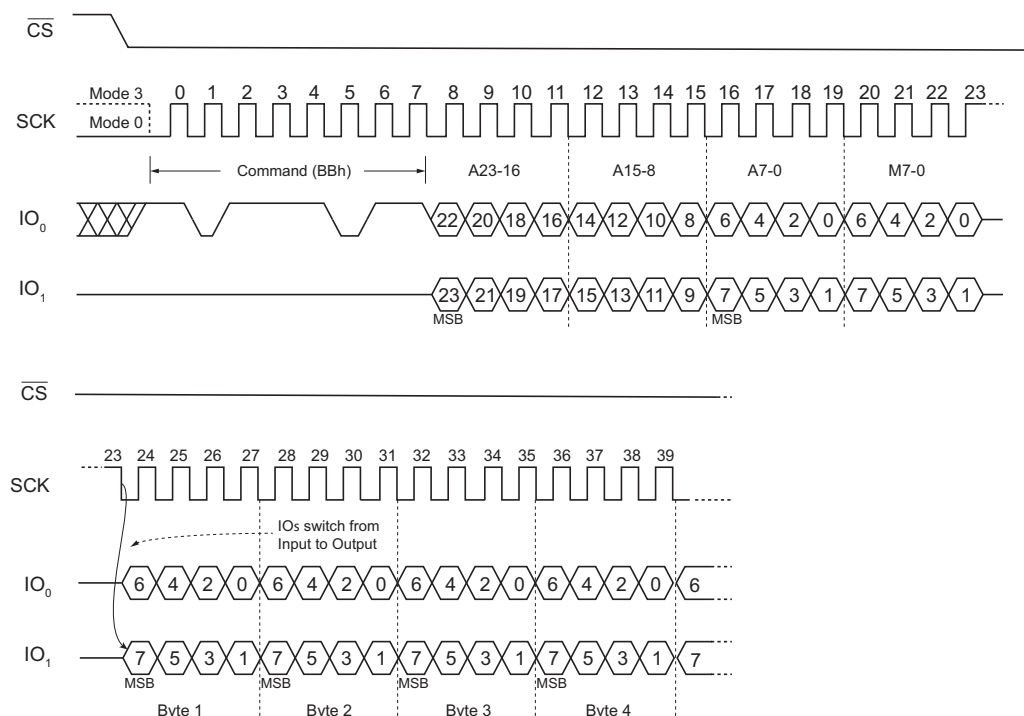 CS
Mode 3 0 1 2 3 4 5 6 7 8 9 10 11 12 13 14 15 16 17 18 19 20 21 22 23
SCK
Mode 0
Command (BBh) A23-16 A15-8 A7-0 M7-0
IO0 22 20 18 16 14 12 10 8 6 4 2 0 6 4 2 0
IO1 23 21 19 17 15 13 11 9 7 5 3 1 7 5 3 1
MSB MSB
CS
23 24 25 26 27 28 29 30 31 32 33 34 35 36 37 38 39
SCK
IOs switch from
Input to Output
IO0 6 4 2 0 6 4 2 0 6 4 2 0 6 4 2 0 6
IO1 7 5 3 1 7 5 3 1 7 5 3 1 7 5 3 1 7
MSB MSB MSB MSB
Byte 1 Byte 2 Byte 3 Byte 4